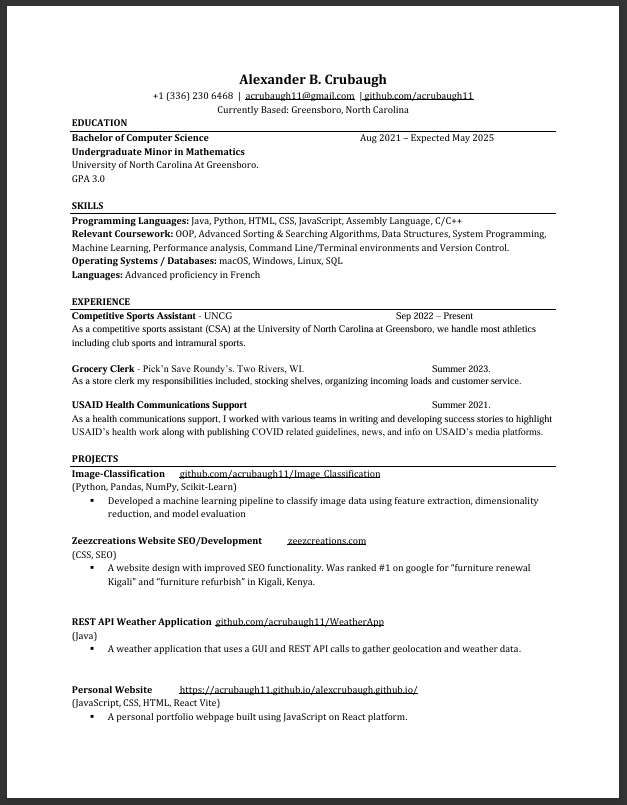 Alexander B. Crubaugh
+1 (336) 230 6468 | acrubaugh11@gmail.com | github.com/acrubaugh11
Currently Based: Greensboro, North Carolina
EDUCATION
Bachelor of Computer Science Aug 2021 – Expected May 2025
Undergraduate Minor in Mathematics
University of North Carolina At Greensboro.
GPA 3.0
SKILLS
Programming Languages: Java, Python, HTML, CSS, JavaScript, Assembly Language, C/C++
Relevant Coursework: OOP, Advanced Sorting & Searching Algorithms, Data Structures, System Programming,
Machine Learning, Performance analysis, Command Line/Terminal environments and Version Control.
Operating Systems / Databases: macOS, Windows, Linux, SQL
Languages: Advanced proficiency in French
EXPERIENCE
Competitive Sports Assistant - UNCG Sep 2022 – Present
As a competitive sports assistant (CSA) at the University of North Carolina at Greensboro, we handle most athletics
including club sports and intramural sports.
Grocery Clerk - Pick’n Save Roundy’s. Two Rivers, WI. Summer 2023.
As a store clerk my responsibilities included, stocking shelves, organizing incoming loads and customer service.
USAID Health Communications Support Summer 2021.
As a health communications support, I worked with various teams in writing and developing success stories to highlight
USAID’s health work along with publishing COVID related guidelines, news, and info on USAID’s media platforms.
PROJECTS
Image-Classification github.com/acrubaugh11/Image_Classification
(Python, Pandas, NumPy, Scikit-Learn)
▪ Developed a machine learning pipeline to classify image data using feature extraction, dimensionality
reduction, and model evaluation
Zeezcreations Website SEO/Development zeezcreations.com
(CSS, SEO)
▪ A website design with improved SEO functionality. Was ranked #1 on google for “furniture renewal
Kigali” and “furniture refurbish” in Kigali, Kenya.
REST API Weather Application github.com/acrubaugh11/WeatherApp
(Java)
▪ A weather application that uses a GUI and REST API calls to gather geolocation and weather data.
Personal Website https://acrubaugh11.github.io/alexcrubaugh.github.io/
(JavaScript, CSS, HTML, React Vite)
▪ A personal portfolio webpage built using JavaScript on React platform.